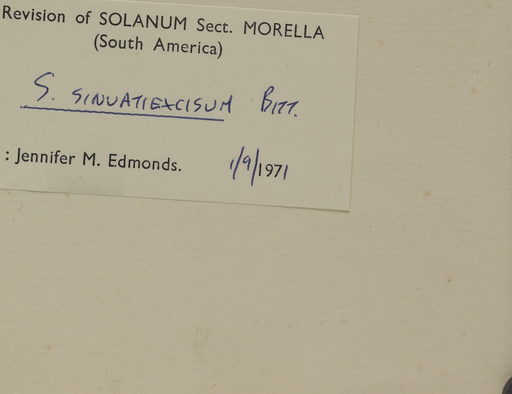 Revision of SOLANUM Sect. MORELLA
(South America)
S. SINUATIEXCISUM BITT.
: Jennifer M. Edmonds. 1/9/1971